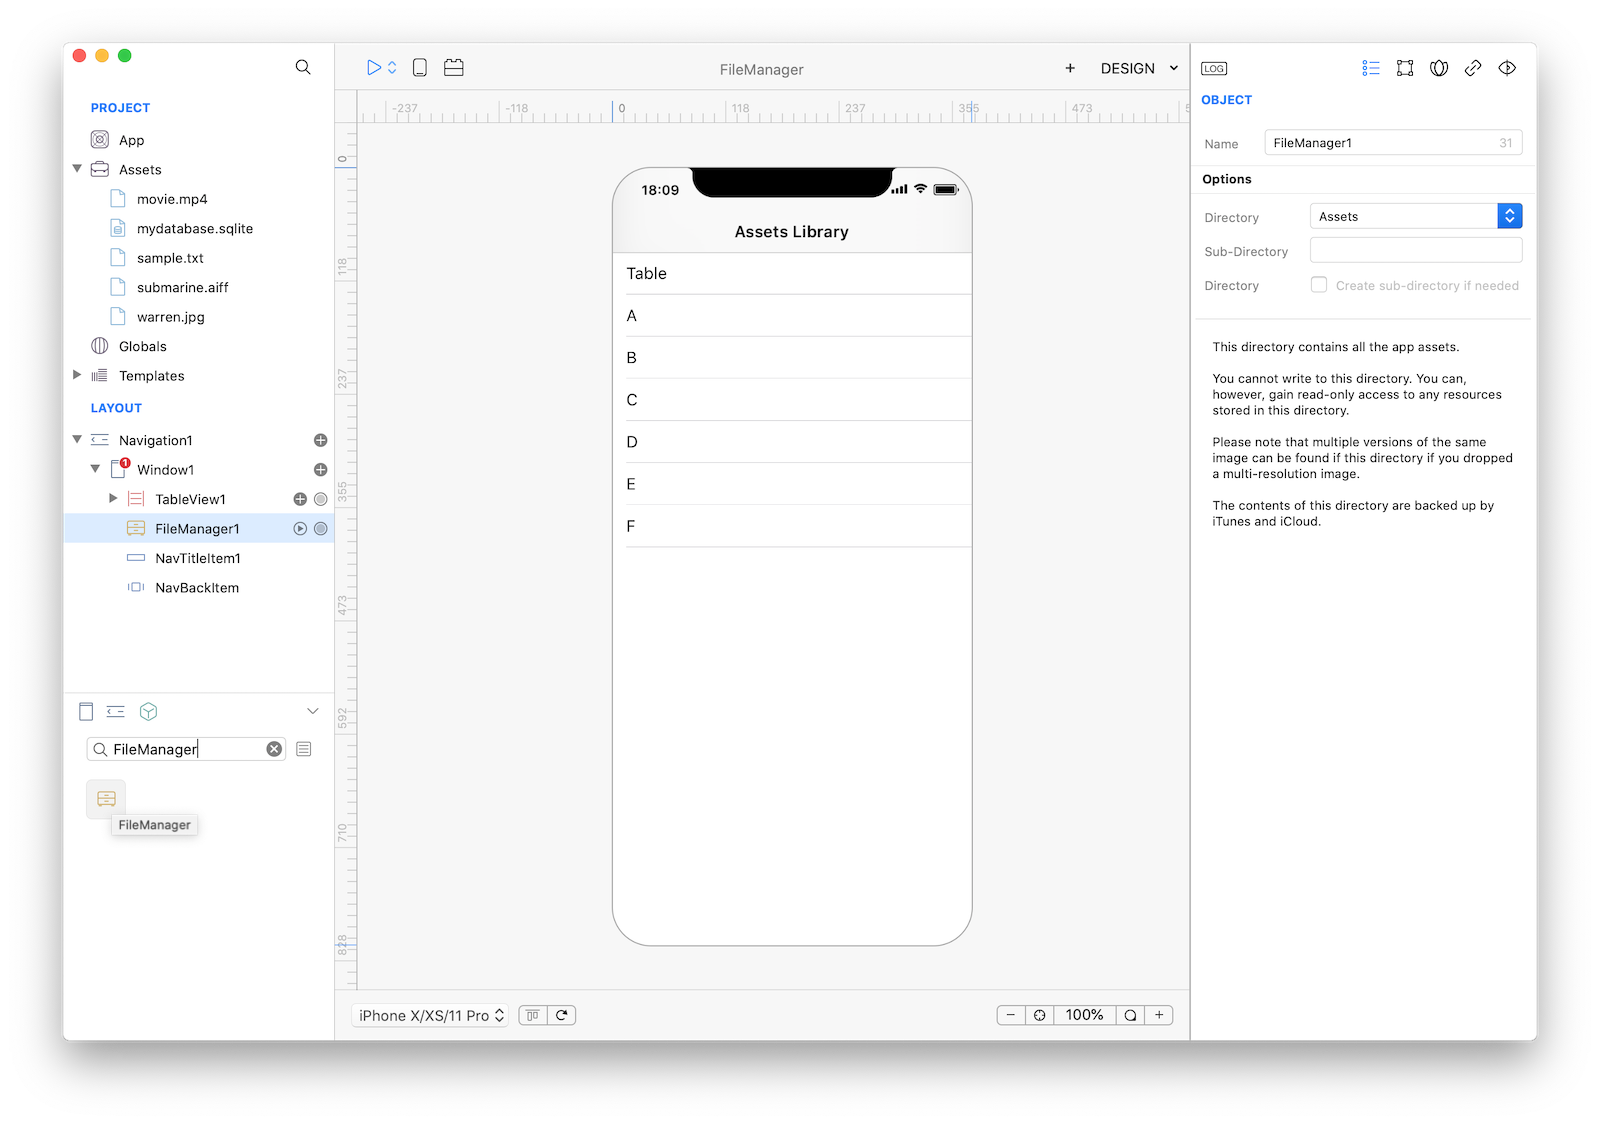 PROJECT
App
Assets
movie.mp4
mydatabase.sqlite
sample.txt
submarine.aiff
warren.jpg
Globals
Templates
LAYOUT
Navigation1
1
Window1
TableView1
FileManager1
NavTitleItem1
NavBackItem
FileManager
FileManager
FileManager
+ DESIGN
-237 -118 0 118 237 355 473
0
118
237
355
473
592
710
828
18:09
Assets Library
Table
A
B
C
D
E
F
iPhone X/XS/11 Pro
− 100% +
LOG
OBJECT
Name FileManager1 31
Options
Directory Assets
Sub-Directory
Directory Create sub-directory if needed
This directory contains all the app assets.
You cannot write to this directory. You can,
however, gain read-only access to any resources
stored in this directory.
Please note that multiple versions of the same
image can be found if this directory if you dropped
a multi-resolution image.
The contents of this directory are backed up by
iTunes and iCloud.